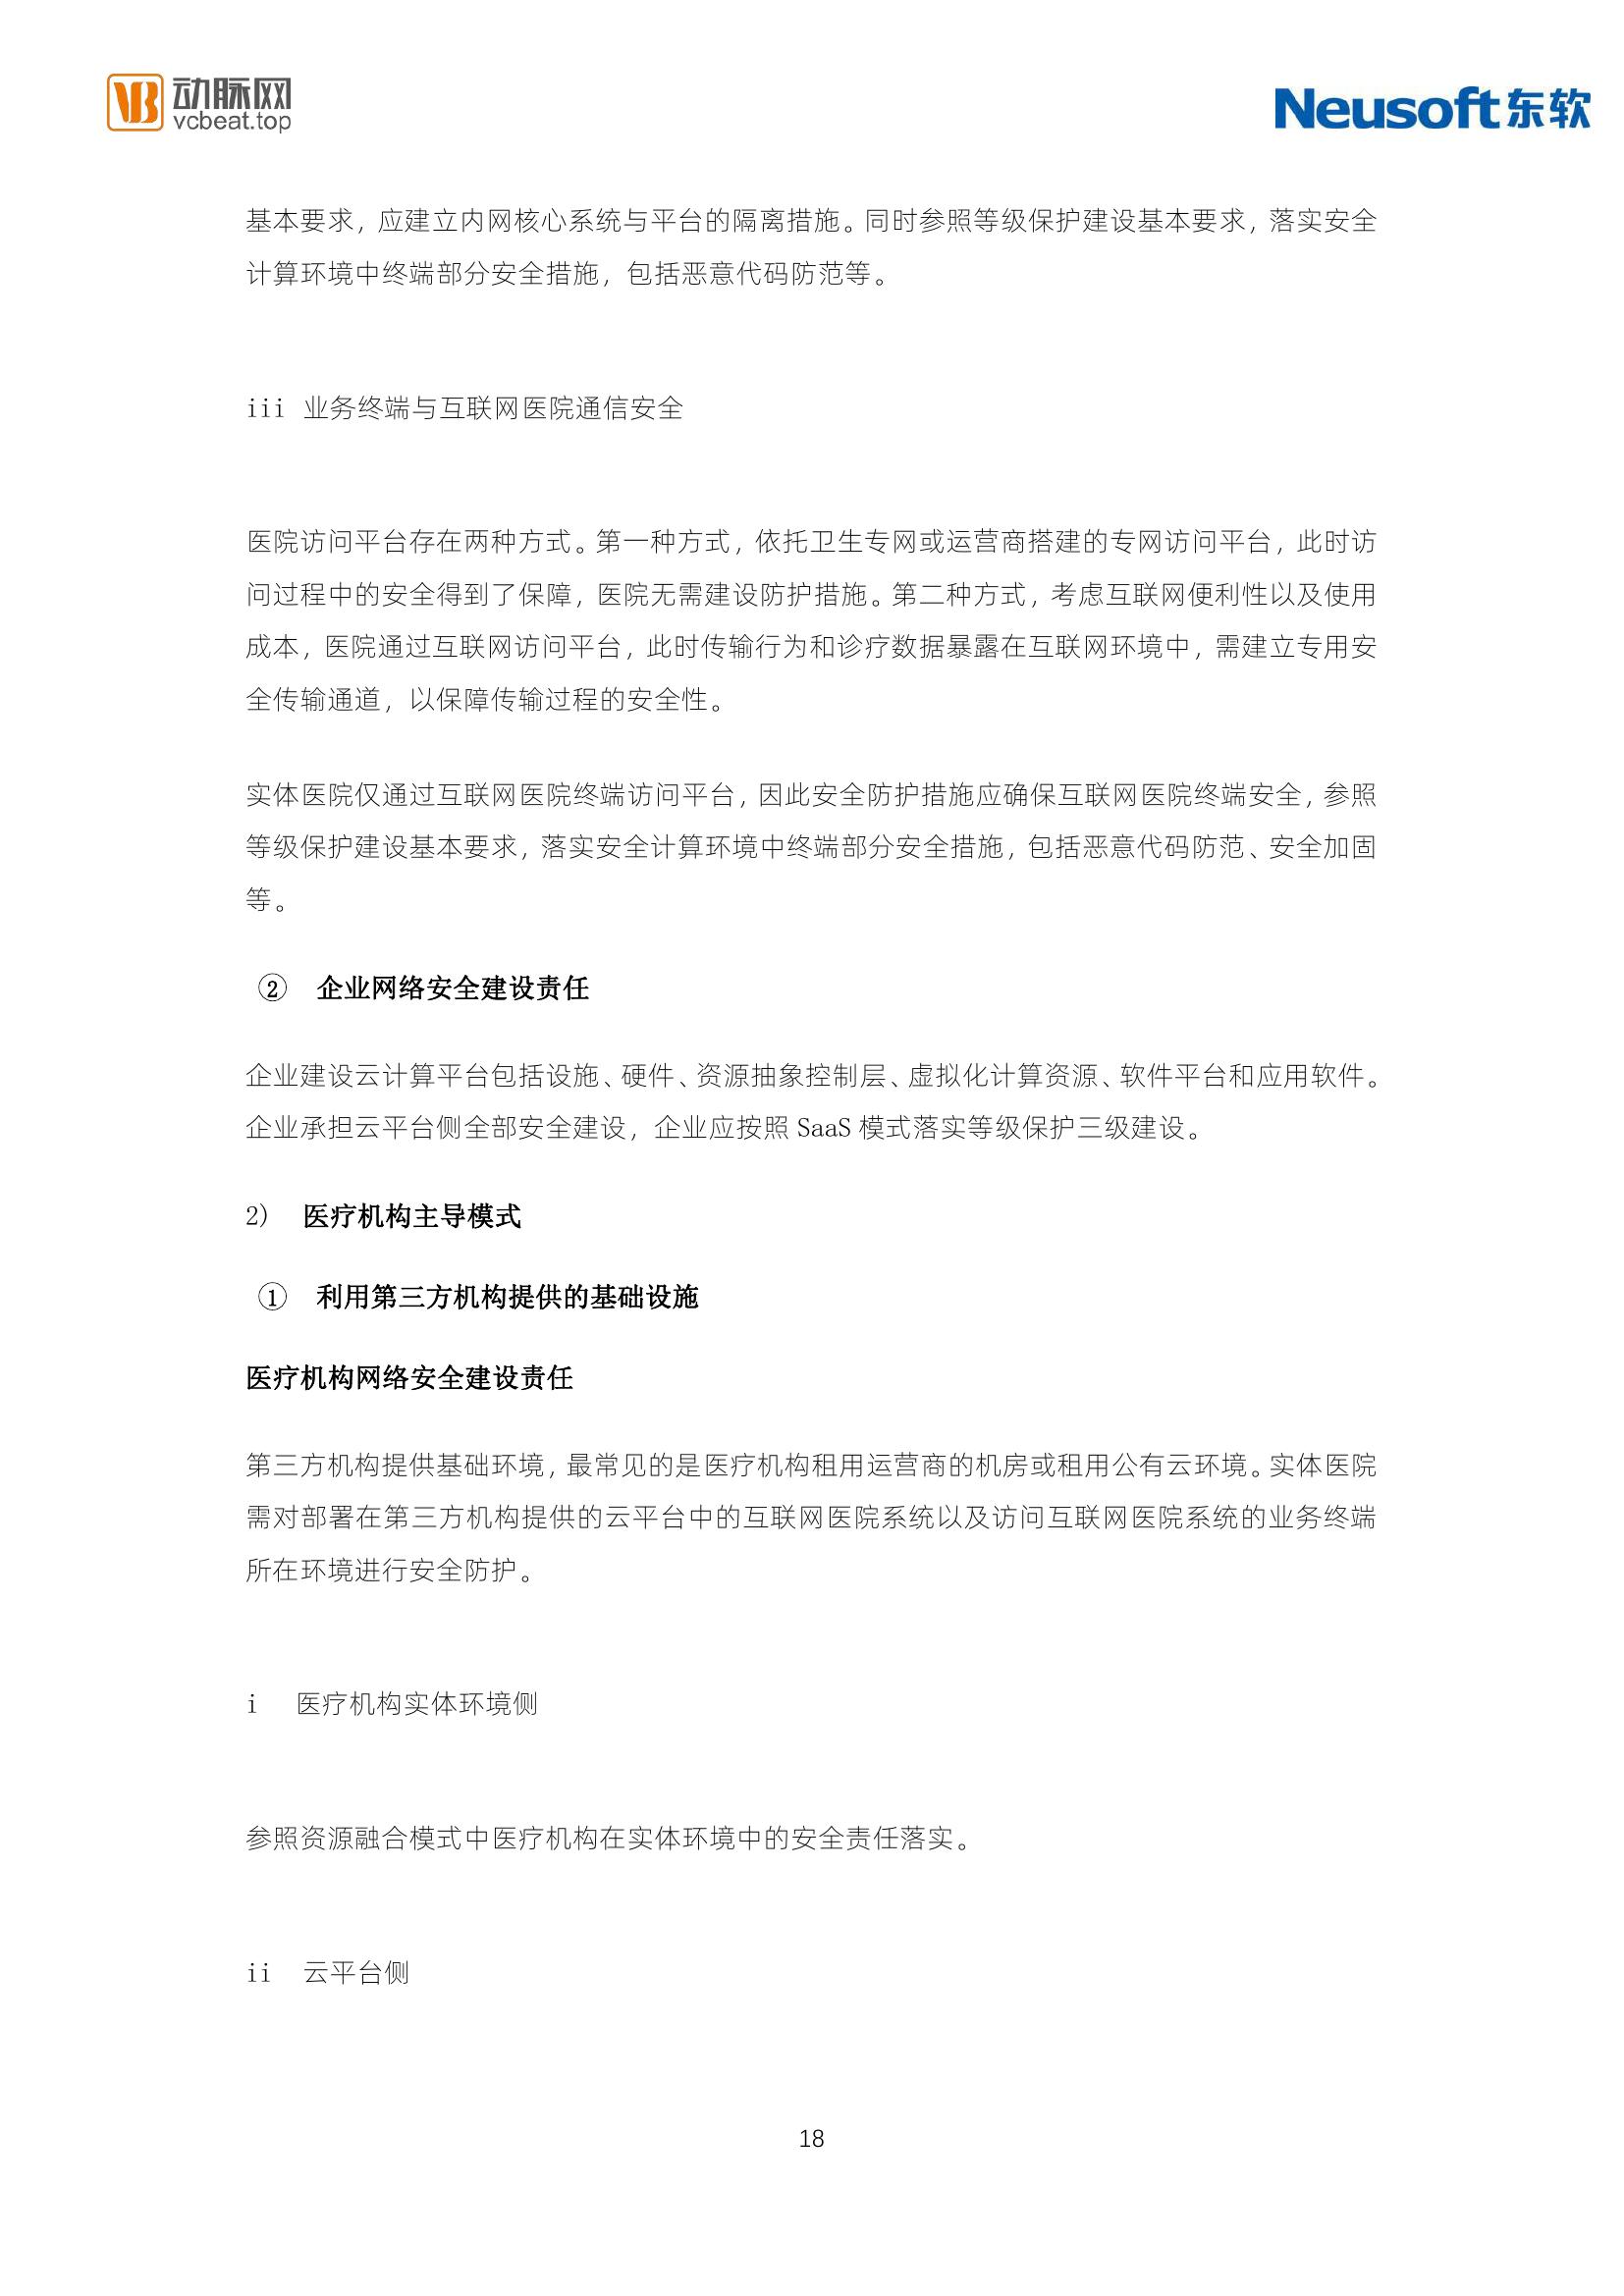 动脉网
vcbeat.top
Neusoft东软
基本要求，应建立内网核心系统与平台的隔离措施。同时参照等级保护建设基本要求，落实安全
计算环境中终端部分安全措施，包括恶意代码防范等。
iii 业务终端与互联网医院通信安全
医院访问平台存在两种方式。第一种方式，依托卫生专网或运营商搭建的专网访问平台，此时访
问过程中的安全得到了保障，医院无需建设防护措施。第二种方式，考虑互联网便利性以及使用
成本，医院通过互联网访问平台，此时传输行为和诊疗数据暴露在互联网环境中，需建立专用安
全传输通道，以保障传输过程的安全性。
实体医院仅通过互联网医院终端访问平台，因此安全防护措施应确保互联网医院终端安全，参照
等级保护建设基本要求，落实安全计算环境中终端部分安全措施，包括恶意代码防范、安全加固
等。
② 企业网络安全建设责任
企业建设云计算平台包括设施、硬件、资源抽象控制层、虚拟化计算资源、软件平台和应用软件。
企业承担云平台侧全部安全建设，企业应按照 SaaS 模式落实等级保护三级建设。
2） 医疗机构主导模式
① 利用第三方机构提供的基础设施
医疗机构网络安全建设责任
第三方机构提供基础环境，最常见的是医疗机构租用运营商的机房或租用公有云环境。实体医院
需对部署在第三方机构提供的云平台中的互联网医院系统以及访问互联网医院系统的业务终端
所在环境进行安全防护。
i 医疗机构实体环境侧
参照资源融合模式中医疗机构在实体环境中的安全责任落实。
ii 云平台侧
18